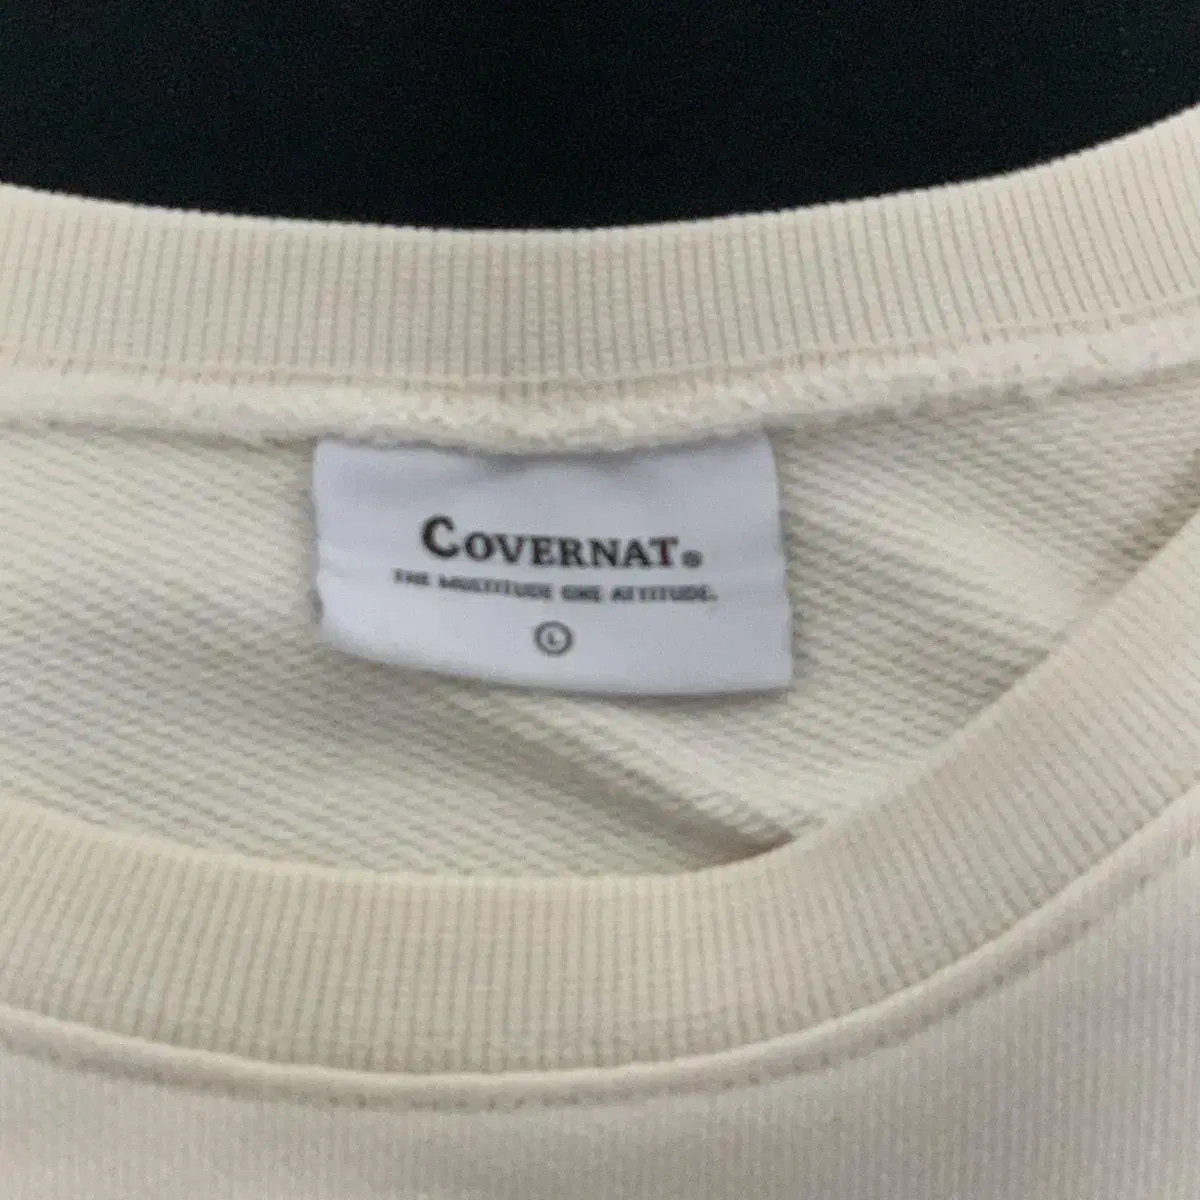 COVERNAT®
THE MULTITUDE ONE ATTITUDE.
L